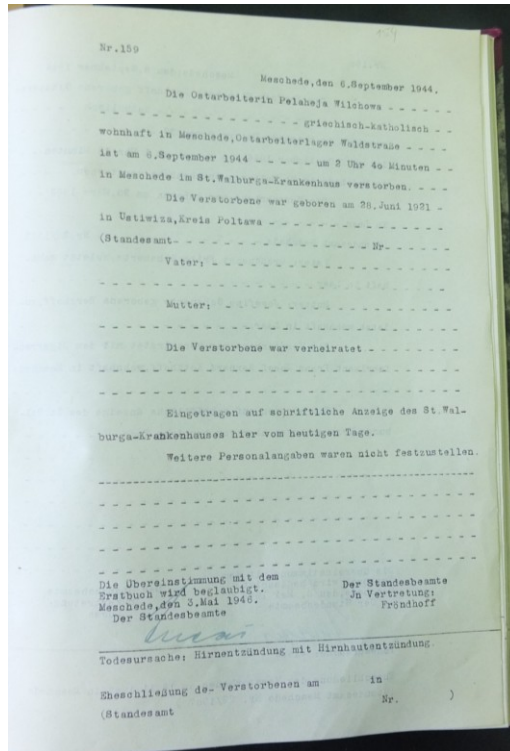 154
Nr.159
Meschede,den 6.September 1944.
Die Ostarbeiterin Pelaheja Wilchowa - - - - - -
- - - - - - - - - - - - - - - - - griechisch-katholisch - -
wohnhaft in Meschede,Ostarbeiterlager Waldstraße - - - - -
ist am 6.September 1944 - - - - - - um 2 Uhr 40 Minuten - -
in Meschede im St.Walburga-Krankenhaus verstorben. - - - -
Die Verstorbene war geboren am 28.Juni 1921 -
in Ustiwiza,Kreis Poltawa - - - - - - - - - - - - - - - -
(Standesamt- - - - - - - - - - - - - - - - - Nr- - - - - -
Vater: - - - - - - - - - - - - - - - - - - - - -
- - - - - - - - - - - - - - - - - - - - - - - - - - - - -
Mutter: - - - - - - - - - - - - - - - - - - - -
- - - - - - - - - - - - - - - - - - - - - - - - - - - - -
Die Verstorbene war verheiratet - - - - - - - -
- - - - - - - - - - - - - - - - - - - - - - - - - - - - -
- - - - - - - - - - - - - - - - - - - - - - - - - - - - -
Eingetragen auf schriftliche Anzeige des St.Wal-
burga-Krankenhauses hier vom heutigen Tage.
Weitere Personalangaben waren nicht festzustellen.
- - - - - - - - - - - - - - - - - - - - - - - - - - - - -
- - - - - - - - - - - - - - - - - - - - - - - - - - - - -
- - - - - - - - - - - - - - - - - - - - - - - - - - - - -
- - - - - - - - - - - - - - - - - - - - - - - - - - - - -
- - - - - - - - - - - - - - - - - - - - - - - - - - - - -
Die Übereinstimmung mit dem
Erstbuch wird beglaubigt.
Meschede,den 3.Mai 1946.
Der Standesbeamte
Der Standesbeamte
Jn Vertretung:
Fröndhoff
Todesursache: Hirnentzündung mit Hirnhautentzündung.
Eheschließung de- Verstorbenen am in
(Standesamt Nr. )